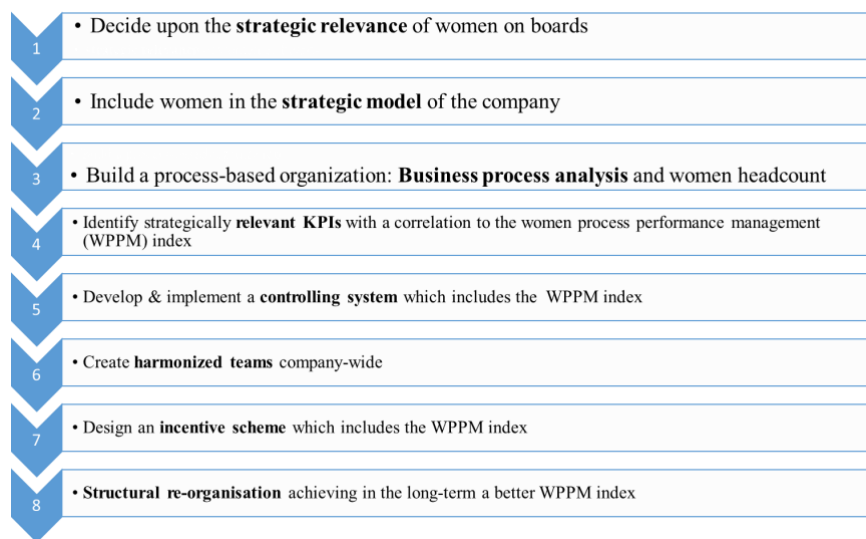 1
• Decide upon the strategic relevance of women on boards
2
• Include women in the strategic model of the company
3
• Build a process-based organization: Business process analysis and women headcount
4
• Identify strategically relevant KPIs with a correlation to the women process performance management
(WPPM) index
5
• Develop & implement a controlling system which includes the WPPM index
6
• Create harmonized teams company-wide
7
• Design an incentive scheme which includes the WPPM index
8
• Structural re-organisation achieving in the long-term a better WPPM index